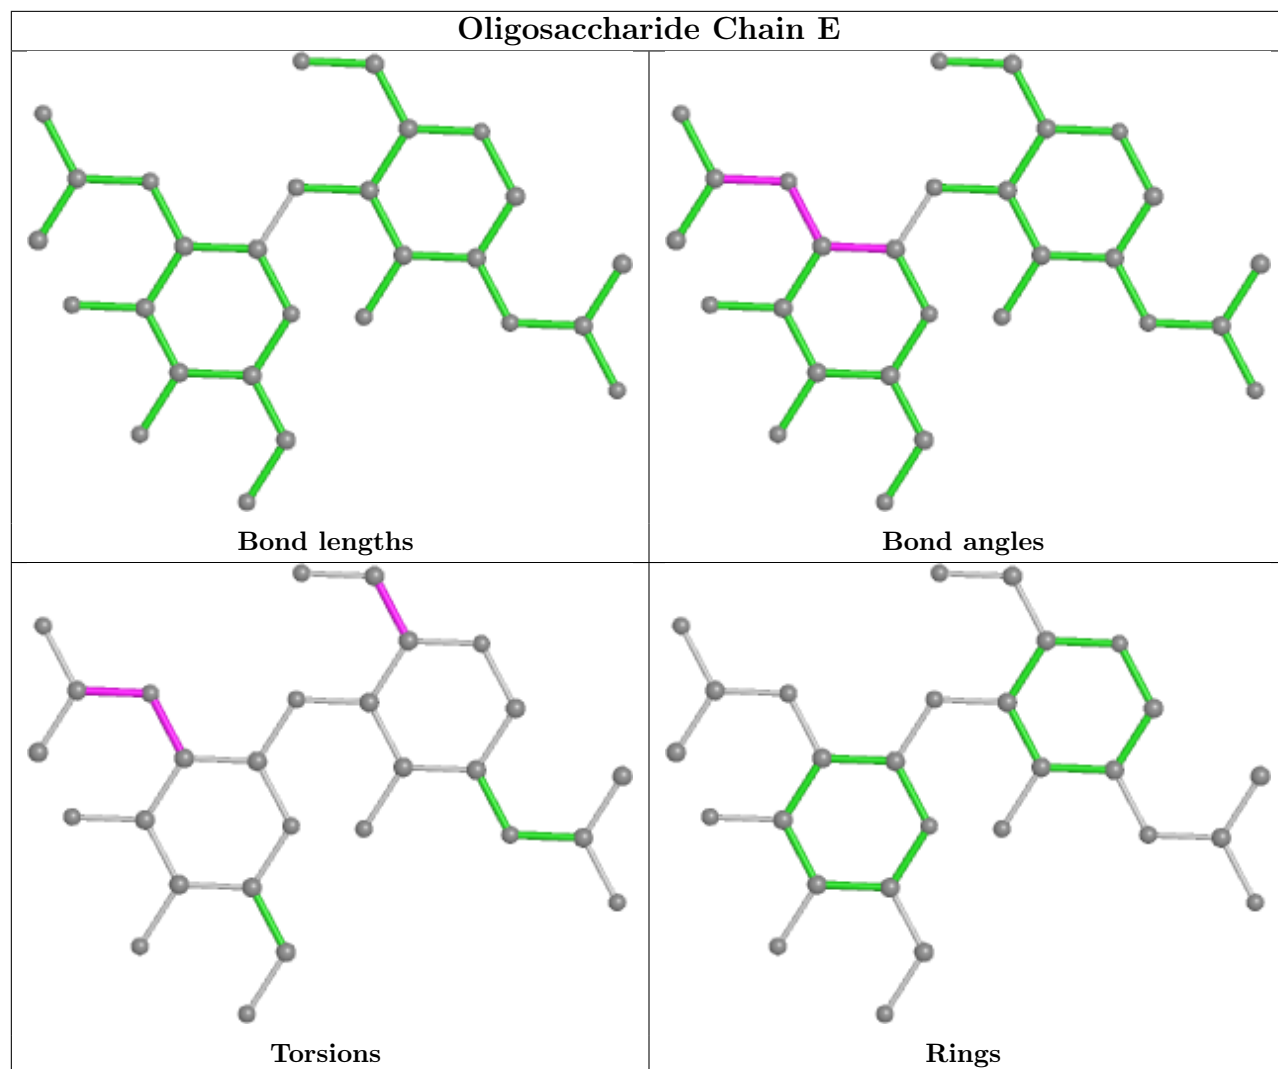 Oligosaccharide Chain E
Bond lengths
Bond angles
Torsions
Rings